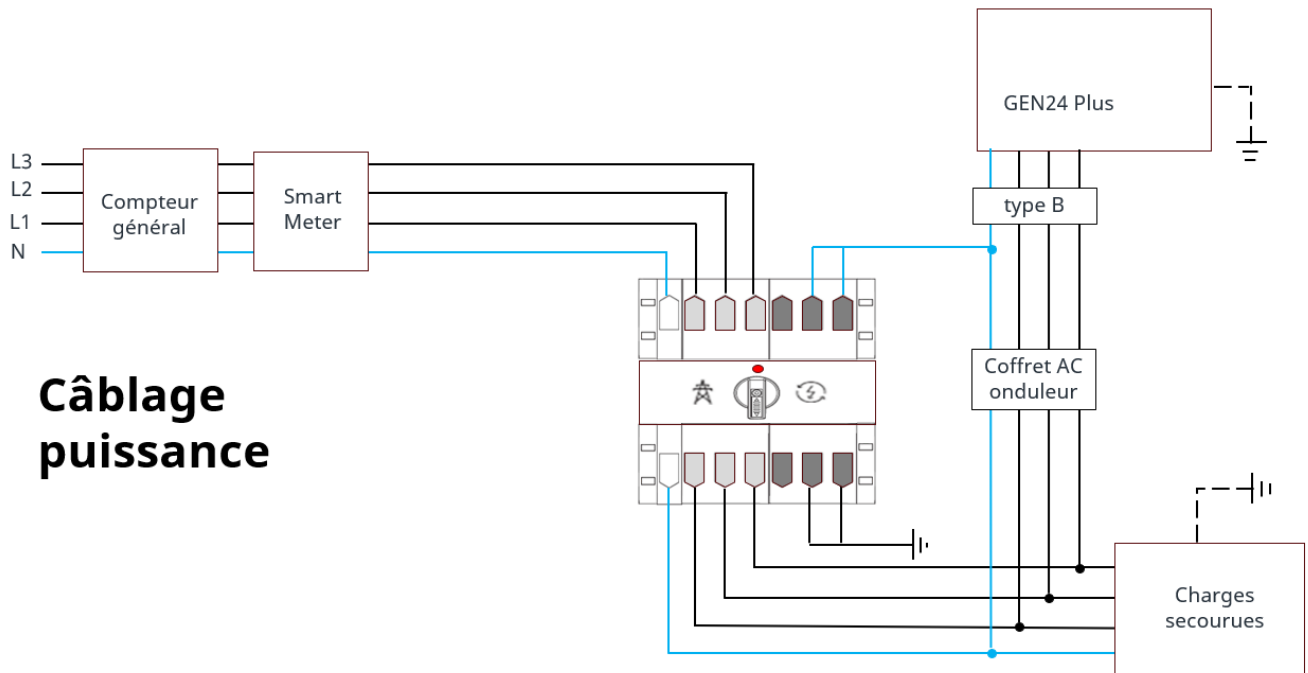 GEN24 Plus
L3
L2
L1
N
Compteur
général
Smart
Meter
type B
Coffret AC
onduleur
Câblage
puissance
Charges
secourues